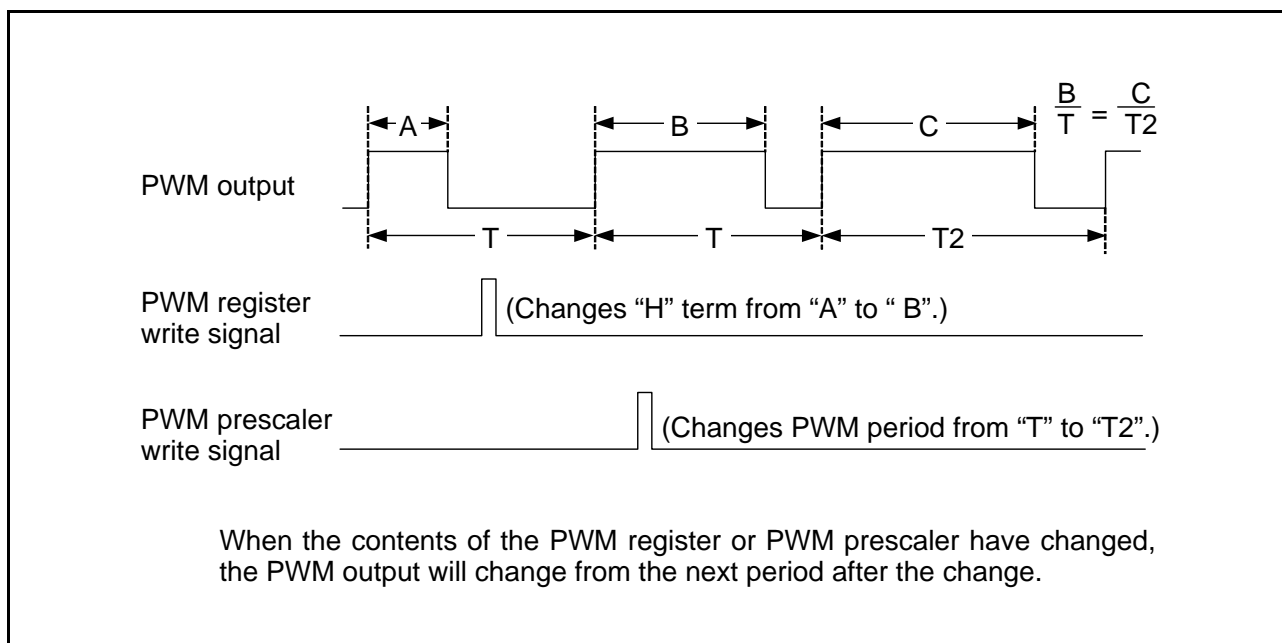 A
B
C
B
T
=
C
T2
PWM output
T
T
T2
PWM register
write signal
(Changes “H” term from “A” to “ B”.)
PWM prescaler
write signal
(Changes PWM period from “T” to “T2”.)
When the contents of the PWM register or PWM prescaler have changed,
the PWM output will change from the next period after the change.